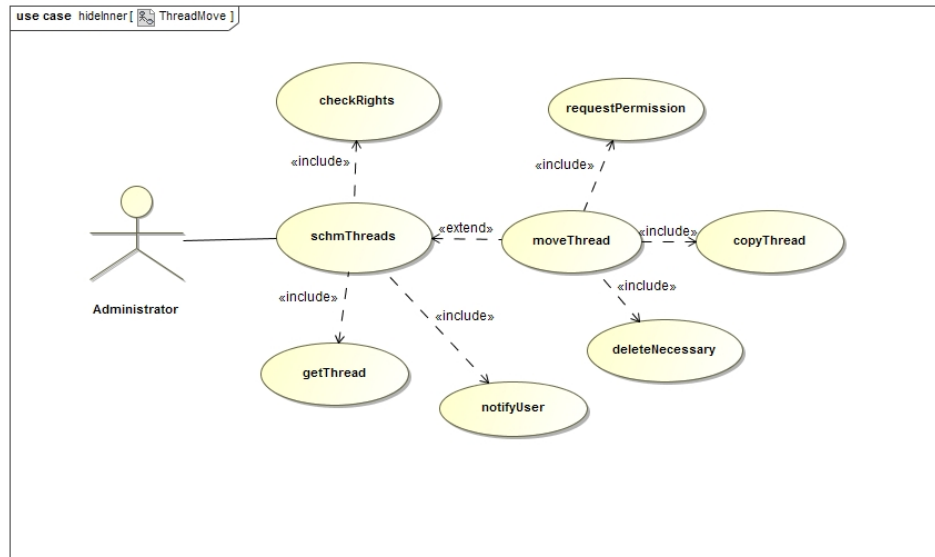 use case hideInner [ ThreadMove ]
checkRights
requestPermission
«include»
«include»
schmThreads
«extend»
moveThread
«include»
copyThread
Administrator
«include»
«include»
«include»
getThread
notifyUser
deleteNecessary